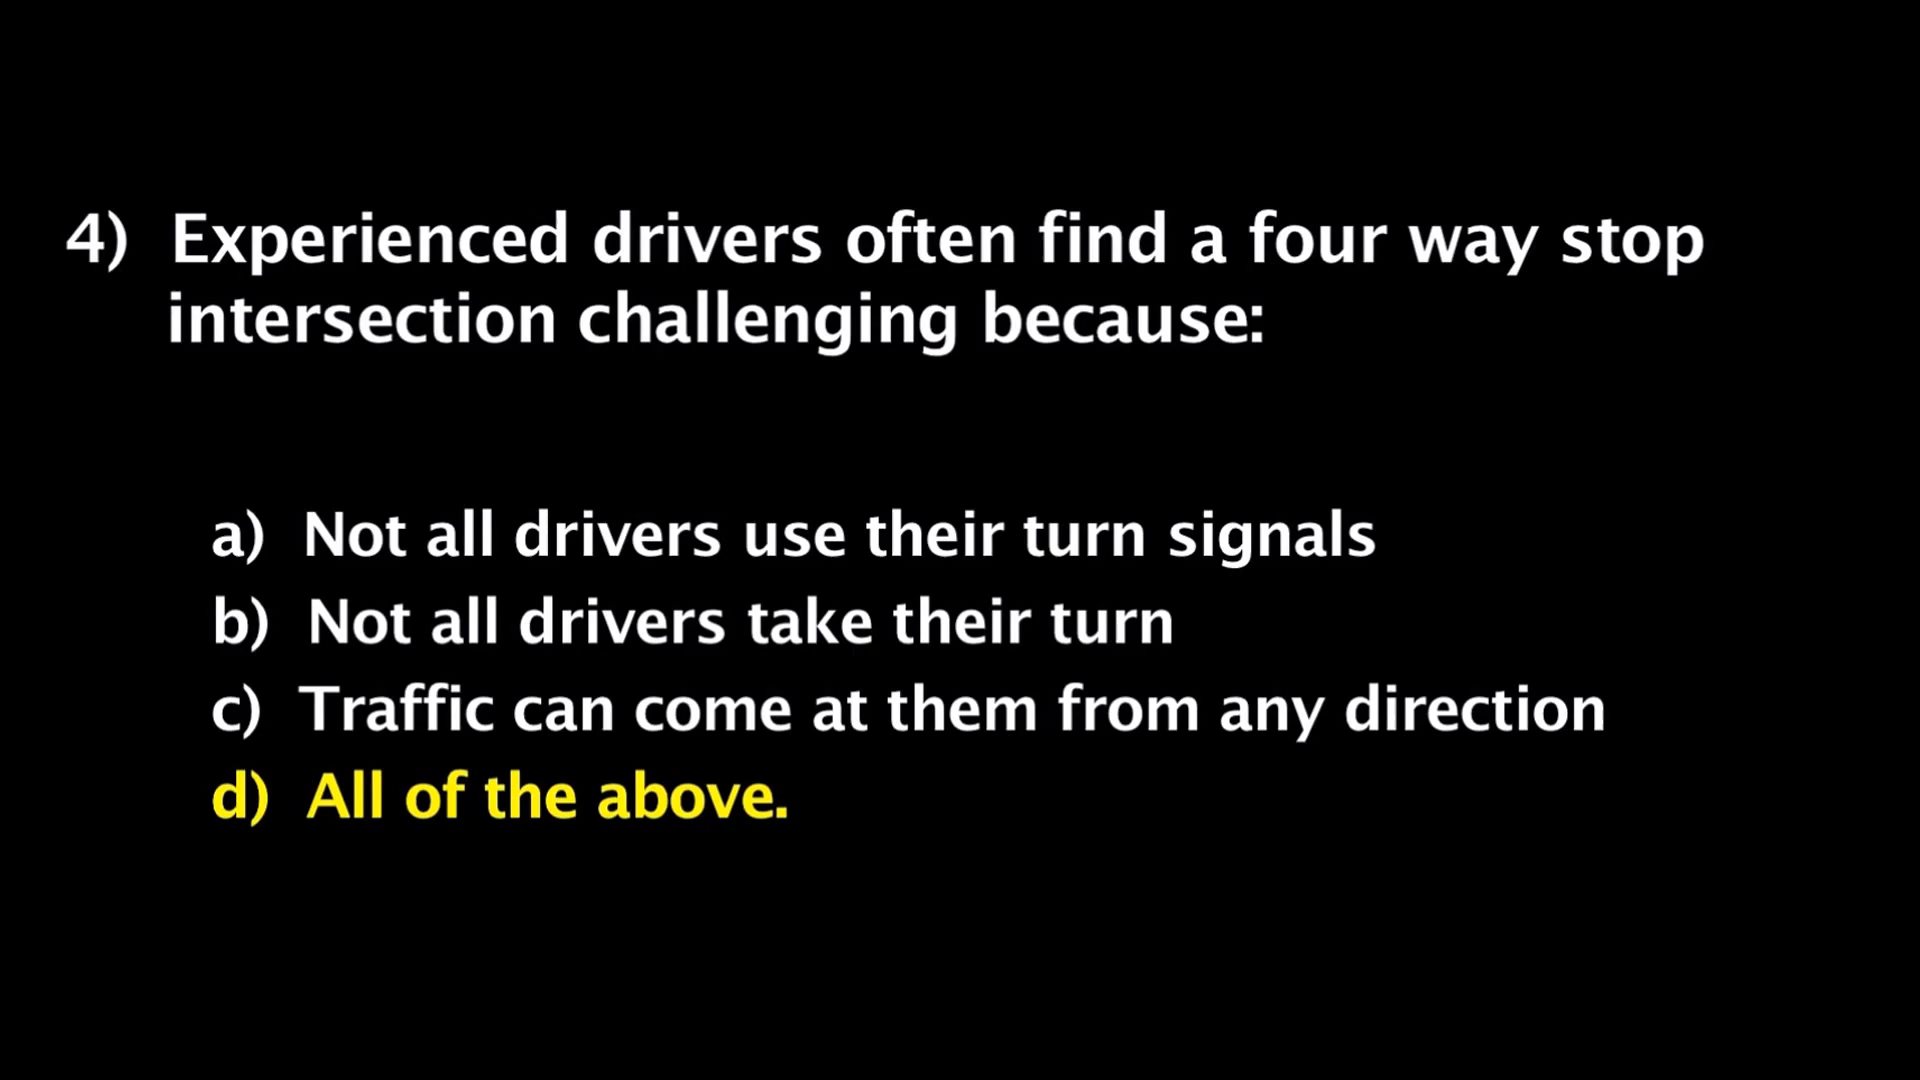 4) Experienced drivers often find a four way stop
intersection challenging because:
a) Not all drivers use their turn signals
b) Not all drivers take their turn
c) Traffic can come at them from any direction
d) All of the above.